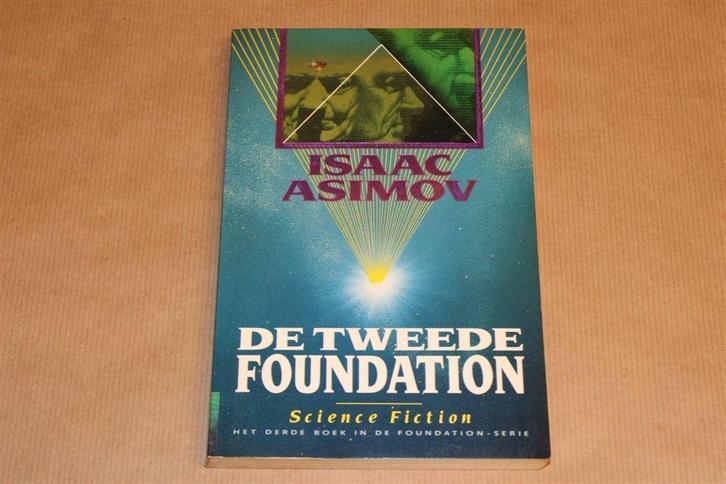 ISAAC
ASIMOV
DE TWEEDE
FOUNDATION
Science Fiction
HET DERDE BOEK IN DE FOUNDATION-SERIE